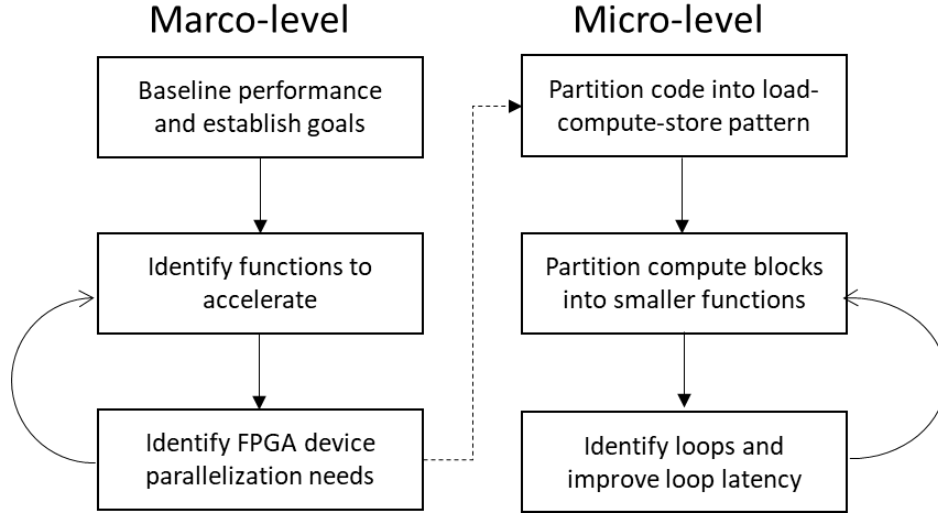 Marco-level
Baseline performance
and establish goals
Identify functions to
accelerate
Identify FPGA device
parallelization needs
Micro-level
Partition code into load-
compute-store pattern
Partition compute blocks
into smaller functions
Identify loops and
improve loop latency